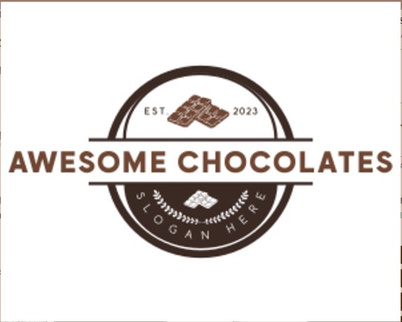 EST. 2023
AWESOME CHOCOLATES
SLOGAN HERE